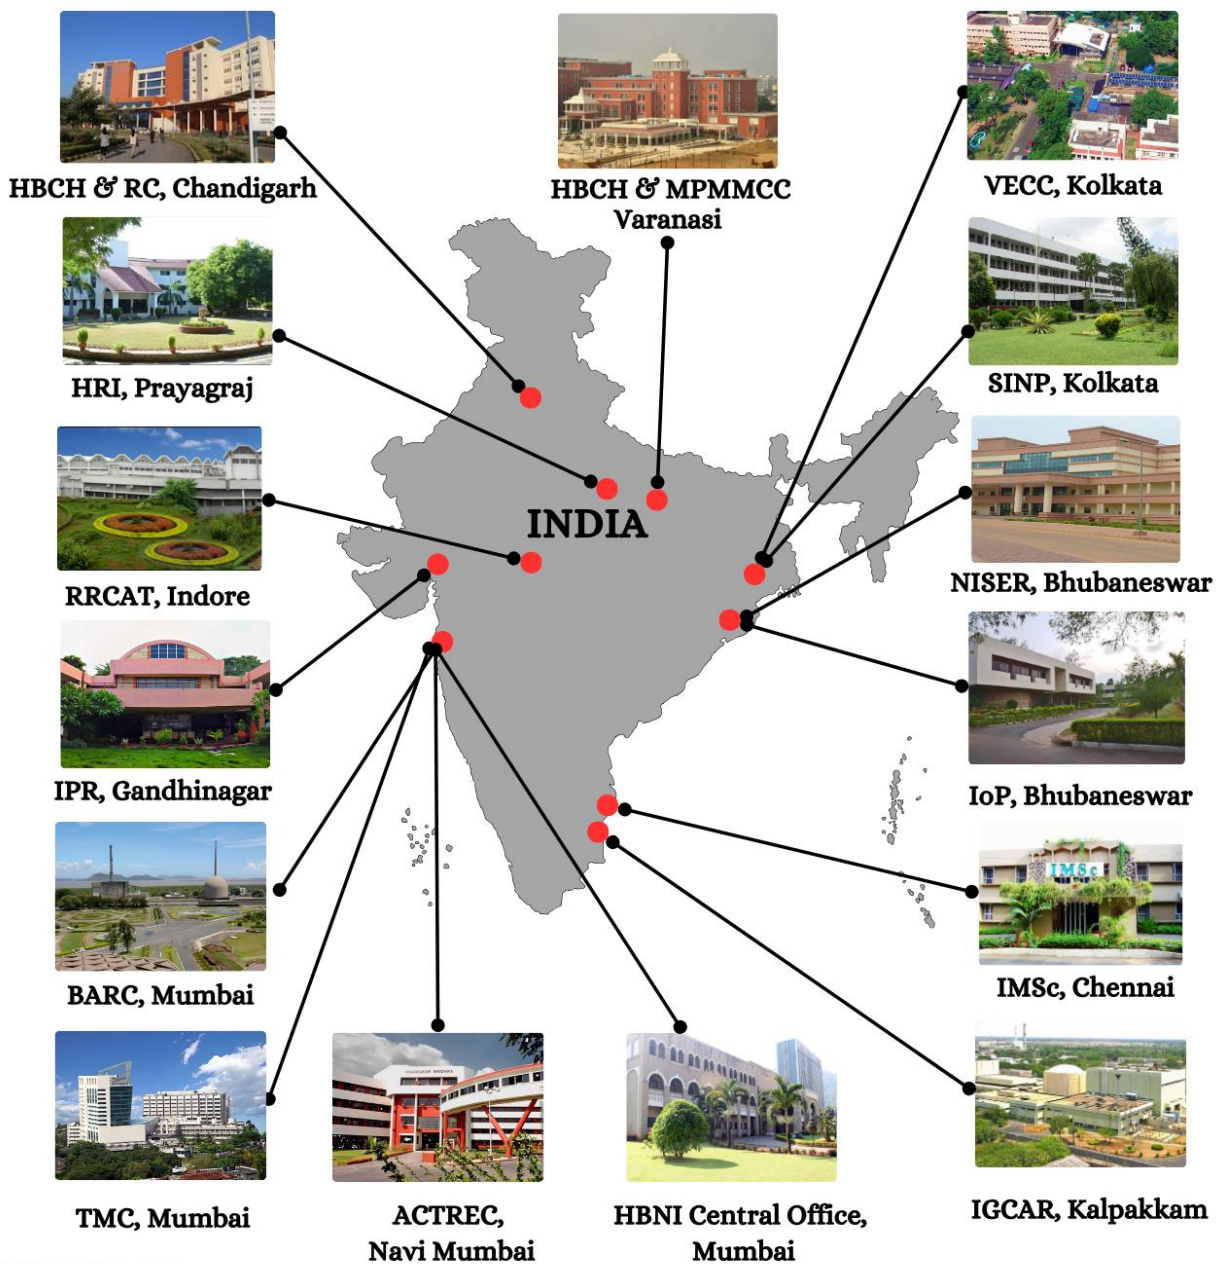 HBCH & RC, Chandigarh
HBCH & MPMMCC
Varanasi
VECC, Kolkata
HRI, Prayagraj
SINP, Kolkata
INDIA
RRCAT, Indore
NISER, Bhubaneswar
IPR, Gandhinagar
IoP, Bhubaneswar
IMSc
BARC, Mumbai
IMSc, Chennai
TMC, Mumbai
ACTREC,
Navi Mumbai
HBNI Central Office,
Mumbai
IGCAR, Kalpakkam